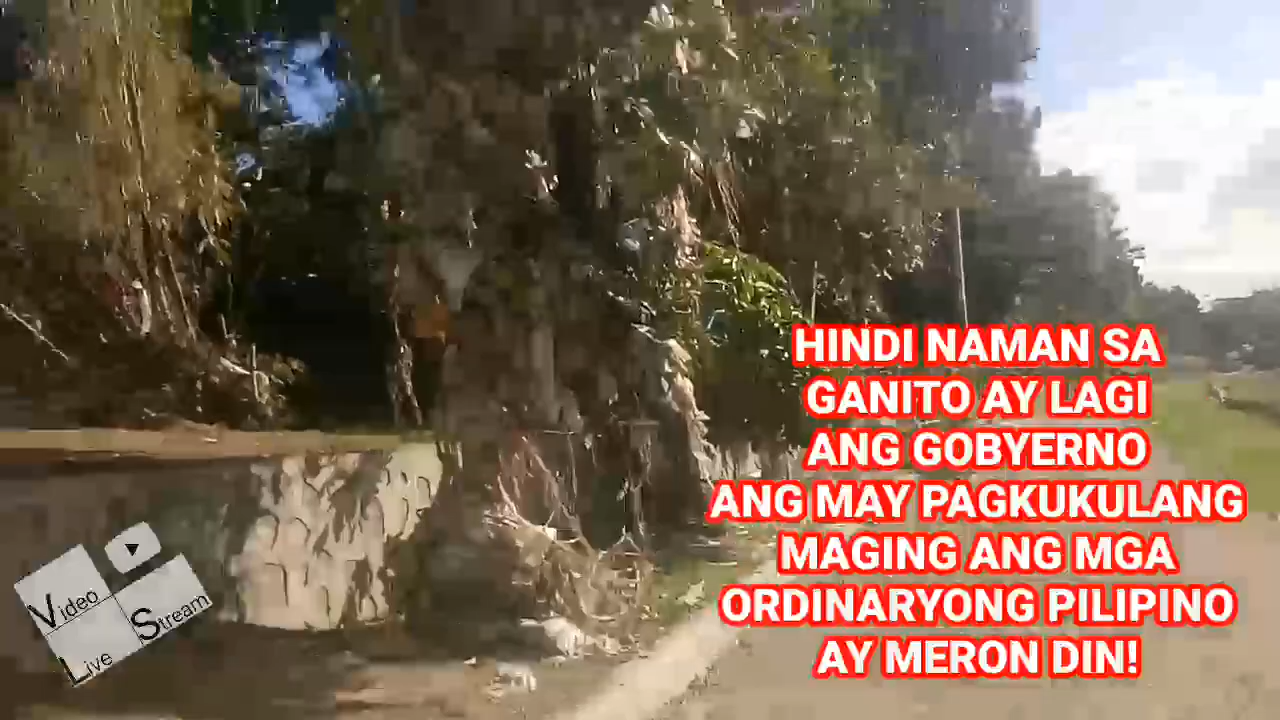 HINDI NAMAN SA
GANITO AY LAGI
ANG GOBYERNO
ANG MAY PAGKUKULANG
MAGING ANG MGA
ORDINARYONG PILIPINO
AY MERON DIN!
Video
Live
Stream